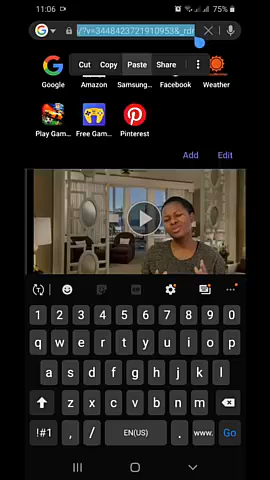 11:06 75%
/?v=3448423721910953&_rdr
Cut Copy Paste Share
Google Amazon Samsung... Facebook Weather
Play Gam... Free Gam... Pinterest
Add Edit
1 2 3 4 5 6 7 8 9 0
q w e r t y u i o p
a s d f g h j k l
z x c v b n m
!#1 , / EN(US) . www. Go